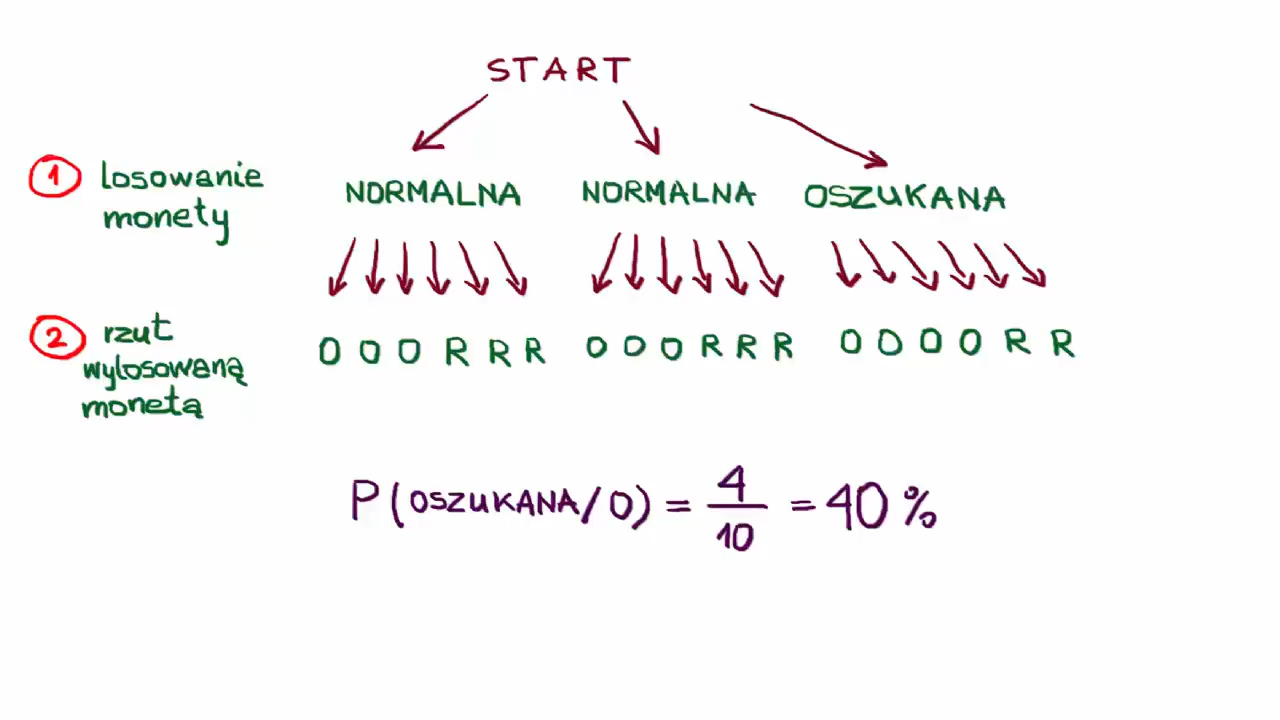 START
1 losowanie
monety
NORMALNA NORMALNA OSZUKANA
2 rzut
wylosowaną
monetą
O O O R R R O O O R R R O O O O R R
P(OSZUKANA/O) = 4/10 = 40%